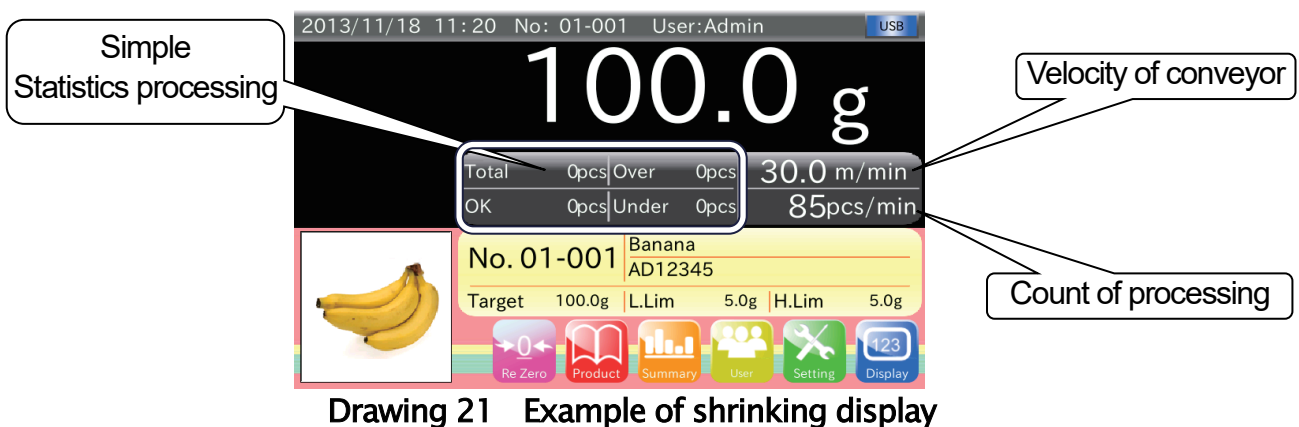 2013/11/18 11:20 No: 01-001 User:Admin USB
Simple
Statistics processing
100.0 g
Velocity of conveyor
Total 0pcs Over 0pcs 30.0 m/min
OK 0pcs Under 0pcs 85pcs/min
No. 01-001 Banana
AD12345
Target 100.0g L.Lim 5.0g H.Lim 5.0g
Count of processing
→0← 123
Re Zero Product Summary User Setting Display
Drawing 21 Example of shrinking display